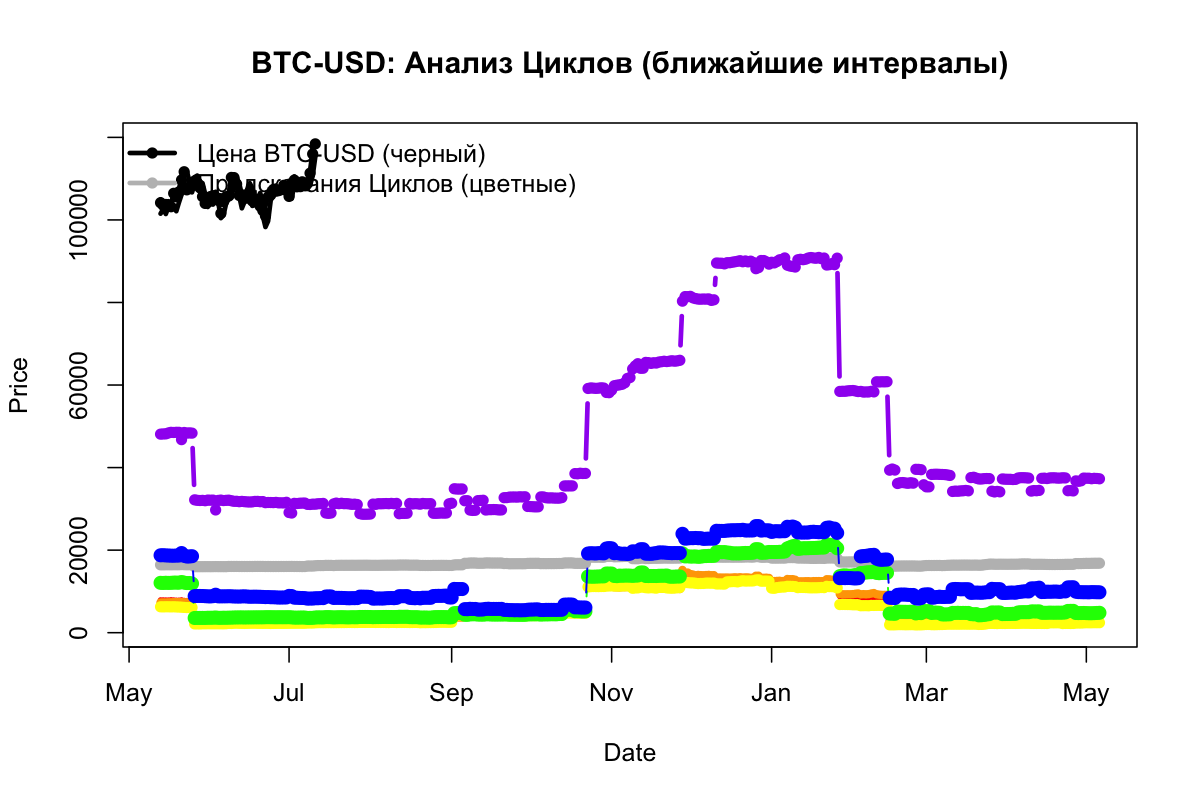 BTC-USD: Анализ Циклов (ближайшие интервалы)
Цена BTC-USD (черный)
Предсказания Циклов (цветные)
100000
60000
20000
0
Price
May Jul Sep Nov Jan Mar May
Date